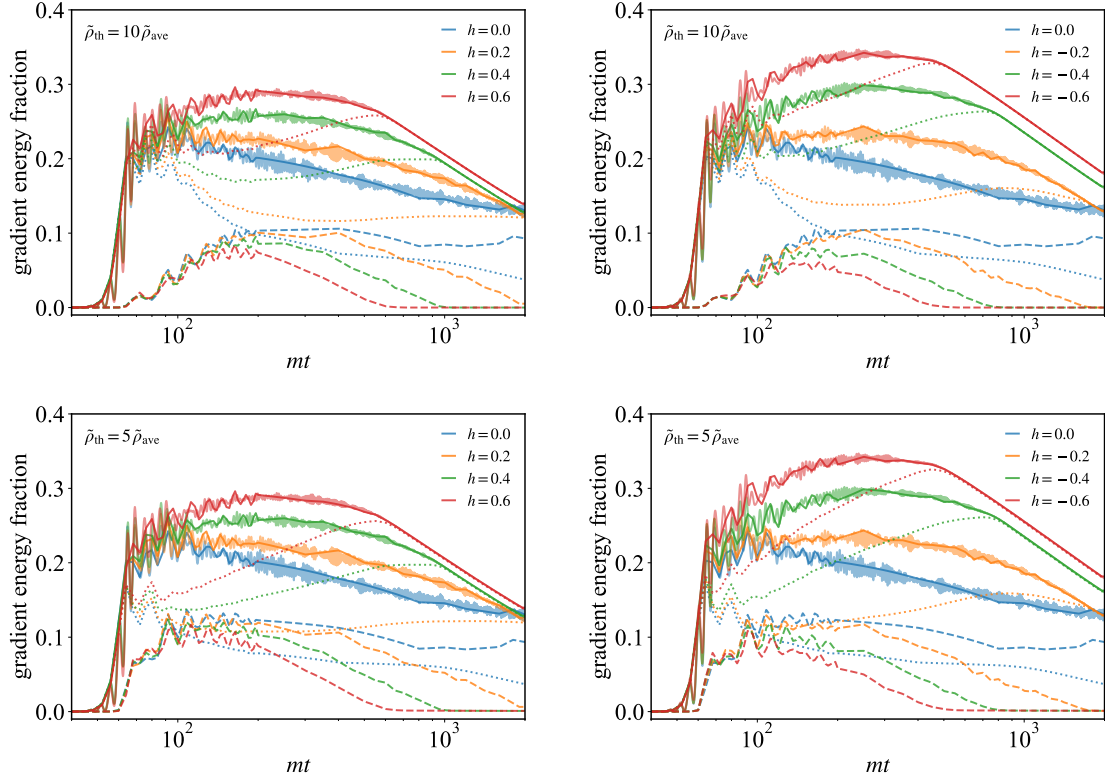 0.4
0.3
0.2
0.1
0.0
gradient energy fraction
ρ̃th = 10 ρ̃ave
h = 0.0
h = 0.2
h = 0.4
h = 0.6
10²
10³
mt
0.4
0.3
0.2
0.1
0.0
gradient energy fraction
ρ̃th = 10 ρ̃ave
h = 0.0
h = −0.2
h = −0.4
h = −0.6
10²
10³
mt
0.4
0.3
0.2
0.1
0.0
gradient energy fraction
ρ̃th = 5 ρ̃ave
h = 0.0
h = 0.2
h = 0.4
h = 0.6
10²
10³
mt
0.4
0.3
0.2
0.1
0.0
gradient energy fraction
ρ̃th = 5 ρ̃ave
h = 0.0
h = −0.2
h = −0.4
h = −0.6
10²
10³
mt